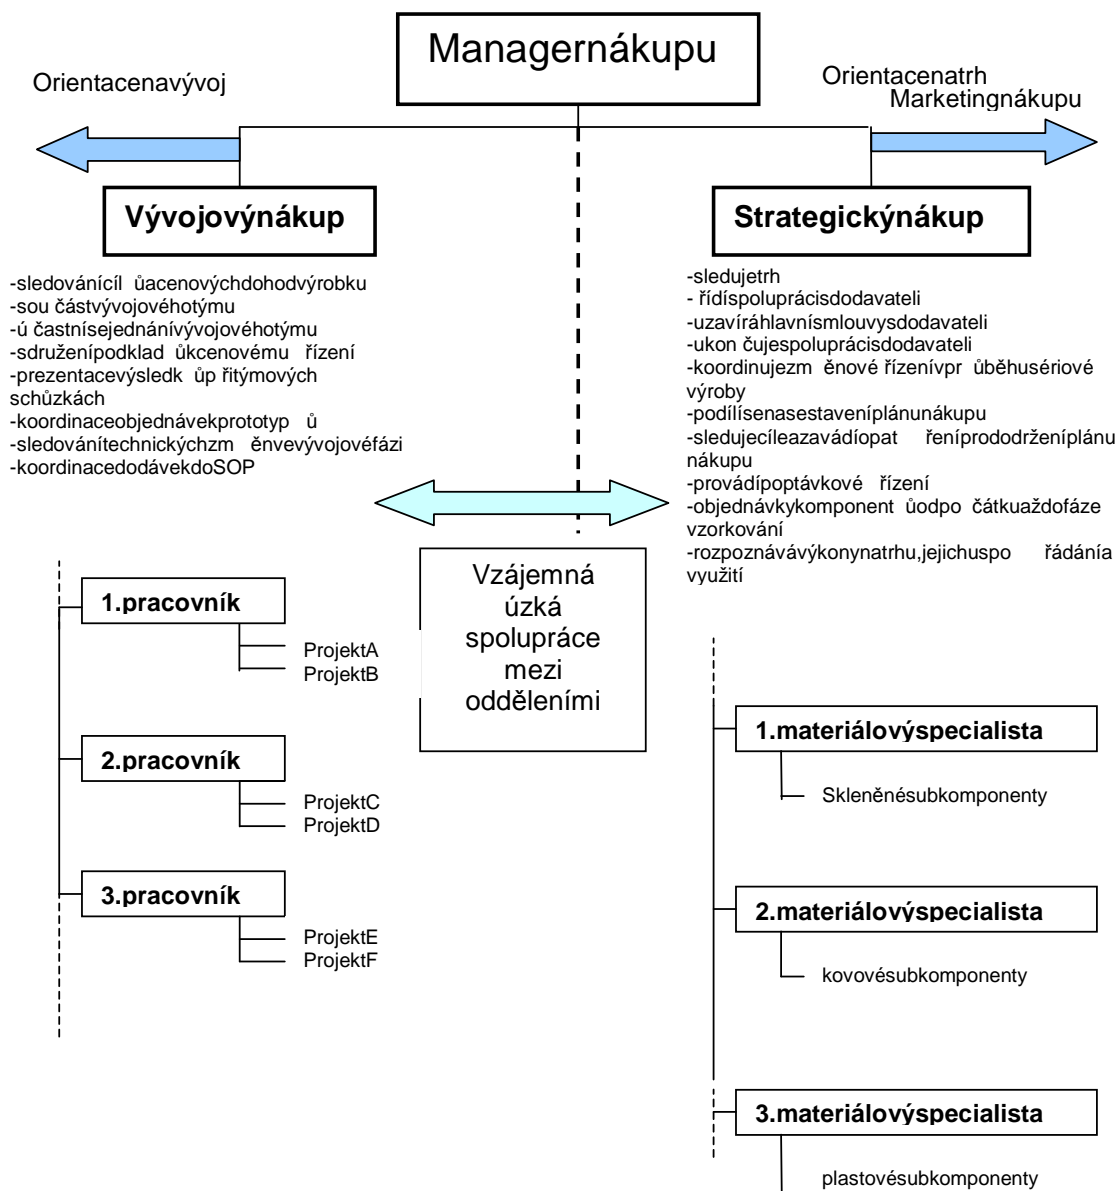 Managernákupu
Orientacenavývoj
Orientacenatrh
Marketingnákupu
Vývojovýnákup
-sledovánícíl ůacenovýchdohodvýrobku
-sou částvývojovéhotýmu
-ú častnísejednánívývojovéhotýmu
-sdruženípodklad ůkcenovému řízení
-prezentacevýsledk ůp řitýmových
schůzkách
-koordinaceobjednávekprototyp ů
-sledovánítechnickýchzm ěnvevývojovéfázi
-koordinacedodávekdoSOP
Strategickýnákup
-sledujetrh
- řídíspoluprácisdodavateli
-uzavíráhlavnísmlouvysdodavateli
-ukon čujespoluprácisdodavateli
-koordinujezm ěnové řízenívpr ůběhusériové
výroby
-podílísenasestaveníplánunákupu
-sledujecíleazavádíopat řeníprododrženíplánu
nákupu
-provádípoptávkové řízení
-objednávkykomponent ůodpo čátkuaždofáze
vzorkování
-rozpoznávávýkonynatrhu,jejichuspo řádánía
využití
Vzájemná
úzká
spolupráce
mezi
odděleními
1.pracovník
ProjektA
ProjektB
2.pracovník
ProjektC
ProjektD
3.pracovník
ProjektE
ProjektF
1.materiálovýspecialista
Skleněnésubkomponenty
2.materiálovýspecialista
kovovésubkomponenty
3.materiálovýspecialista
plastovésubkomponenty